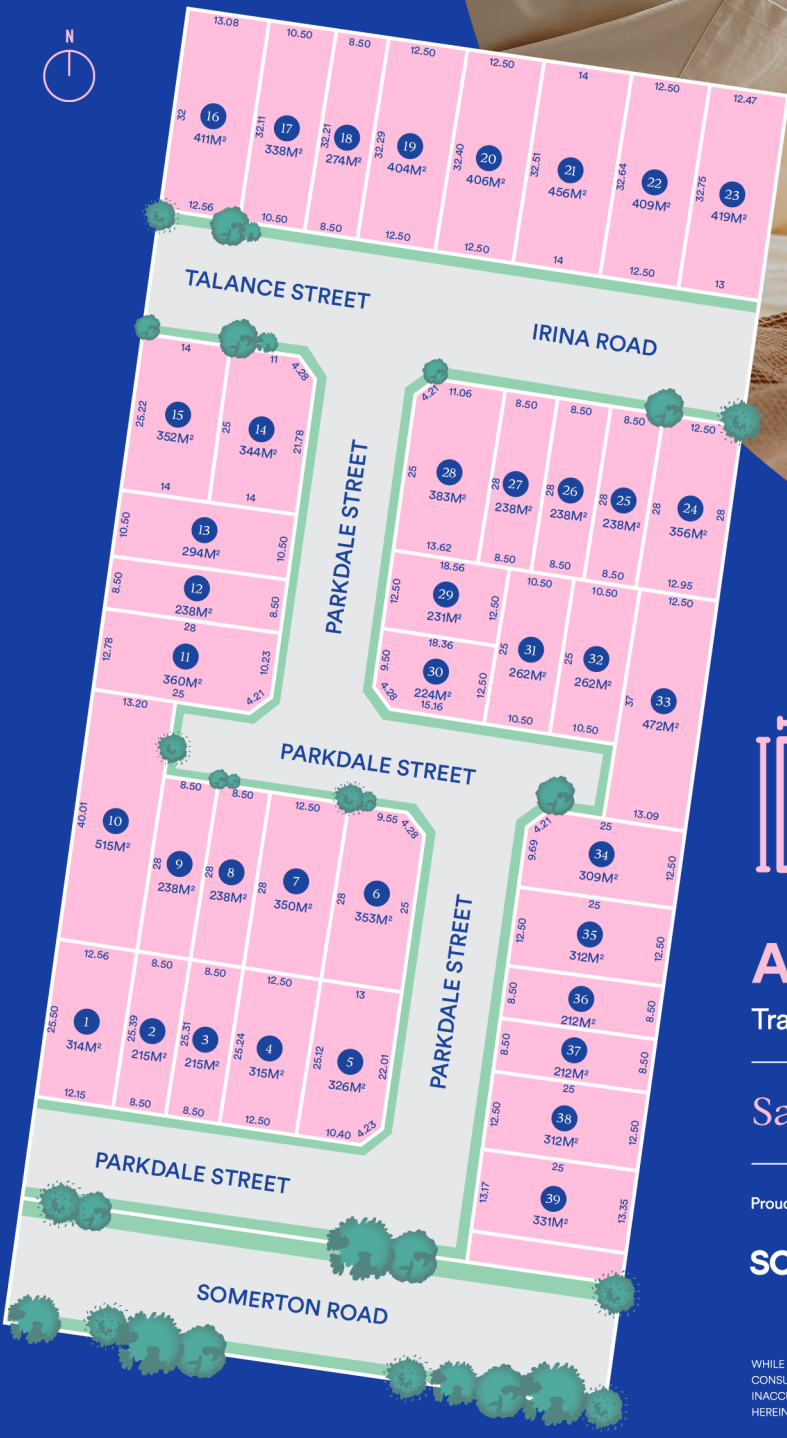 N
13.08
10.50
8.50
12.50
12.50
14
12.50
12.47
32
16
411M²
32.11
17
338M²
32.21
18
274M²
32.29
19
404M²
32.40
20
406M²
32.51
21
456M²
32.64
22
409M²
32.75
23
419M²
12.56
10.50
8.50
12.50
12.50
14
12.50
13
TALANCE STREET
IRINA ROAD
14
11
4.28
25.22
15
352M²
25
14
344M²
21.78
14
14
10.50
13
294M²
10.50
8.50
12
238M²
8.50
28
12.78
11
360M²
10.23
25
4.21
PARKDALE STREET
4.21
11.06
8.50
8.50
8.50
12.50
25
28
383M²
28
27
238M²
28
26
238M²
28
25
238M²
28
24
356M²
28
13.62
8.50
8.50
8.50
12.95
18.56
10.50
10.50
12.50
12.50
29
231M²
12.50
18.36
9.50
30
224M²
12.50
4.28
15.16
25
31
262M²
25
32
262M²
37
33
472M²
10.50
10.50
13.09
PARKDALE STREET
13.20
40.01
10
515M²
8.50
8.50
12.50
9.55
4.28
28
9
238M²
28
8
238M²
28
7
350M²
28
6
353M²
25
12.56
8.50
8.50
12.50
13
25.50
1
314M²
25.39
2
215M²
25.31
3
215M²
25.24
4
315M²
25.12
5
326M²
22.01
12.15
8.50
8.50
12.50
10.40
4.23
PARKDALE STREET
4.21
25
9.69
34
309M²
12.50
25
12.50
35
312M²
12.50
8.50
36
212M²
8.50
8.50
37
212M²
8.50
25
12.50
38
312M²
12.50
25
13.17
39
331M²
13.35
PARKDALE STREET
SOMERTON ROAD
A
Tra
Sa
Proud
SO
WHILE
CONSU
INACCU
HEREIN